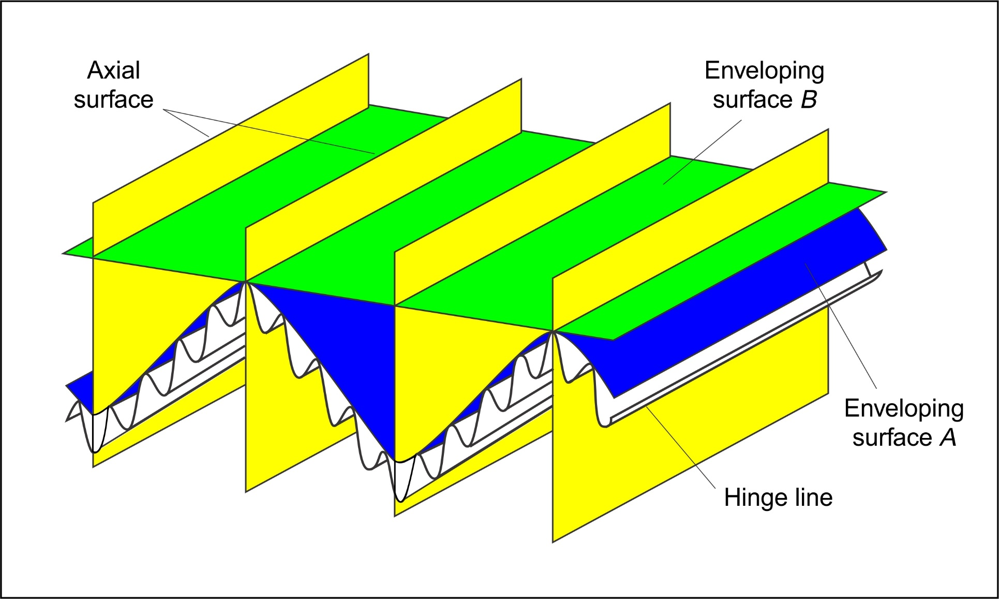 Axial
surface
Enveloping
surface B
Enveloping
surface A
Hinge line